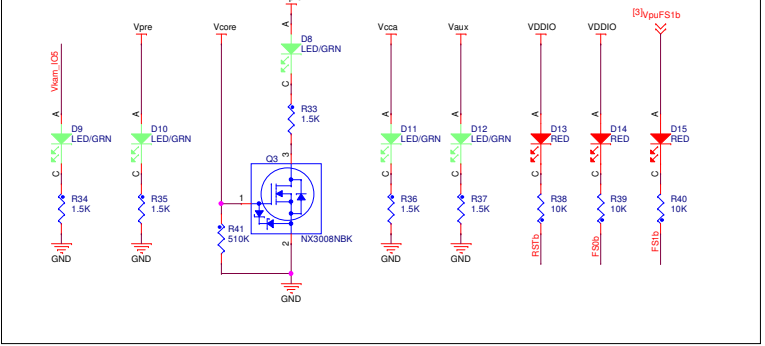 [3]VpuFS1b
Vpre
Vcore
Vcca
Vaux
VDDIO
VDDIO
Vkam_IO5
A
D8
LED/GRN
C
R33
1.5K
A
D9
LED/GRN
C
A
D10
LED/GRN
C
A
D11
LED/GRN
C
A
D12
LED/GRN
C
A
D13
RED
C
A
D14
RED
C
A
D15
RED
C
Q3
3
1
2
NX3008NBK
R34
1.5K
R35
1.5K
R41
510K
R36
1.5K
R37
1.5K
R38
10K
R39
10K
R40
10K
RSTb
FS0b
FS1b
GND
GND
GND
GND
GND